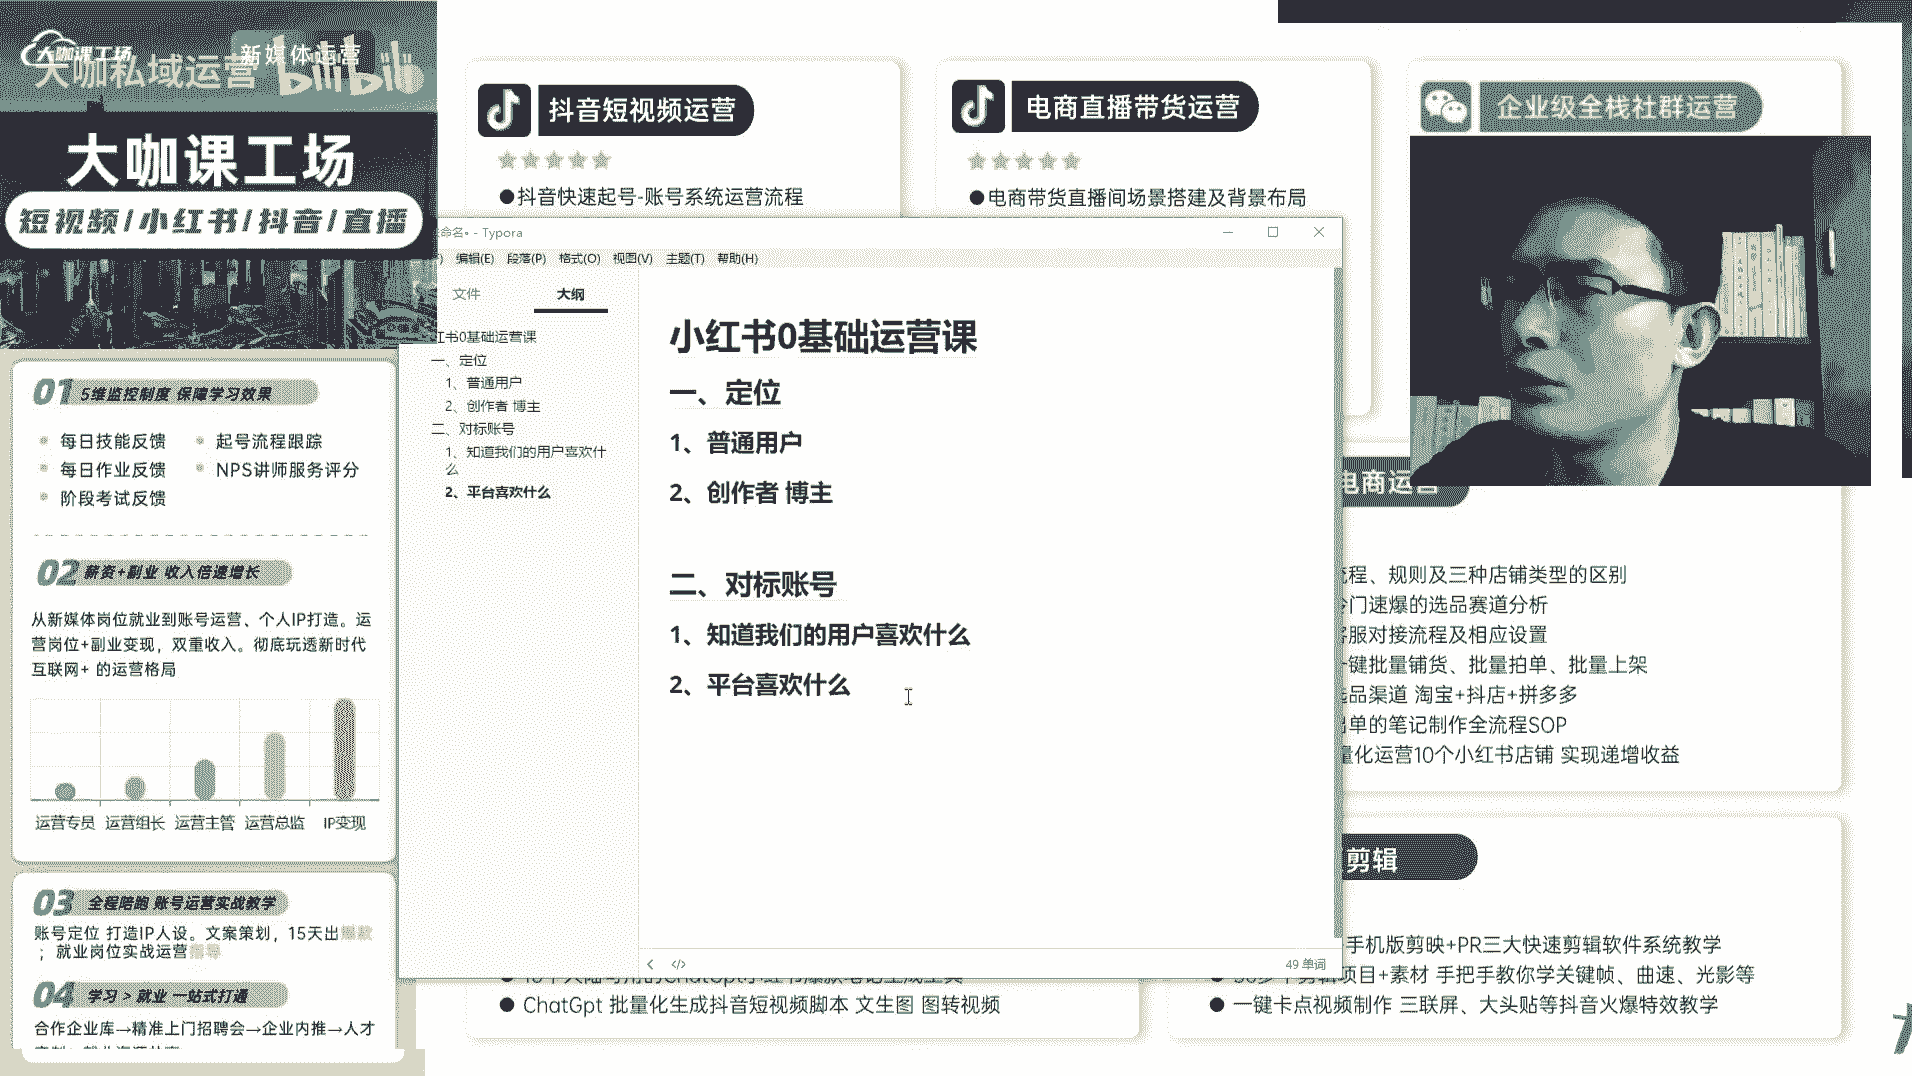 大咖课工场
大咖私域运营
新媒体运营
bilibili
大咖课工场
短视频/小红书/抖音/直播
01 5维监控制度 保障学习效果
每日技能反馈
起号流程跟踪
每日作业反馈
NPS讲师服务评分
阶段考试反馈
02 薪资+副业 收入倍速增长
从新媒体岗位就业到账号运营、个人IP打造。运
营岗位+副业变现，双重收入。彻底玩透新时代
互联网+ 的运营格局
运营专员 运营组长 运营主管 运营总监 IP变现
03 全程陪跑 账号运营实战教学
账号定位 打造IP人设。文案策划，15天出爆款
；就业岗位实战运营指导
04 学习 > 就业 一站式打通
合作企业库→精准上门招聘会→企业内推→人才
抖音短视频运营
●抖音快速起号-账号系统运营流程
电商直播带货运营
●电商带货直播间场景搭建及背景布局
企业级全栈社群运营
命名• - Typora
编辑(E) 段落(P) 格式(O) 视图(V) 主题(T) 帮助(H)
文件 大纲
红书0基础运营课
一、定位
1、普通用户
2、创作者 博主
二、对标账号
1、知道我们的用户喜欢什
么
2、平台喜欢什么
小红书0基础运营课
一、定位
1、普通用户
2、创作者 博主
二、对标账号
1、知道我们的用户喜欢什么
2、平台喜欢什么
49 单词
电商运营
流程、规则及三种店铺类型的区别
冷门速爆的选品赛道分析
客服对接流程及相应设置
一键批量铺货、批量拍单、批量上架
选品渠道 淘宝+抖店+拼多多
出单的笔记制作全流程SOP
量化运营10个小红书店铺 实现递增收益
剪辑
手机版剪映+PR三大快速剪辑软件系统教学
项目+素材 手把手教你学关键帧、曲速、光影等
● 一键卡点视频制作 三联屏、大头贴等抖音火爆特效教学
● ChatGpt 批量化生成抖音短视频脚本 文生图 图转视频